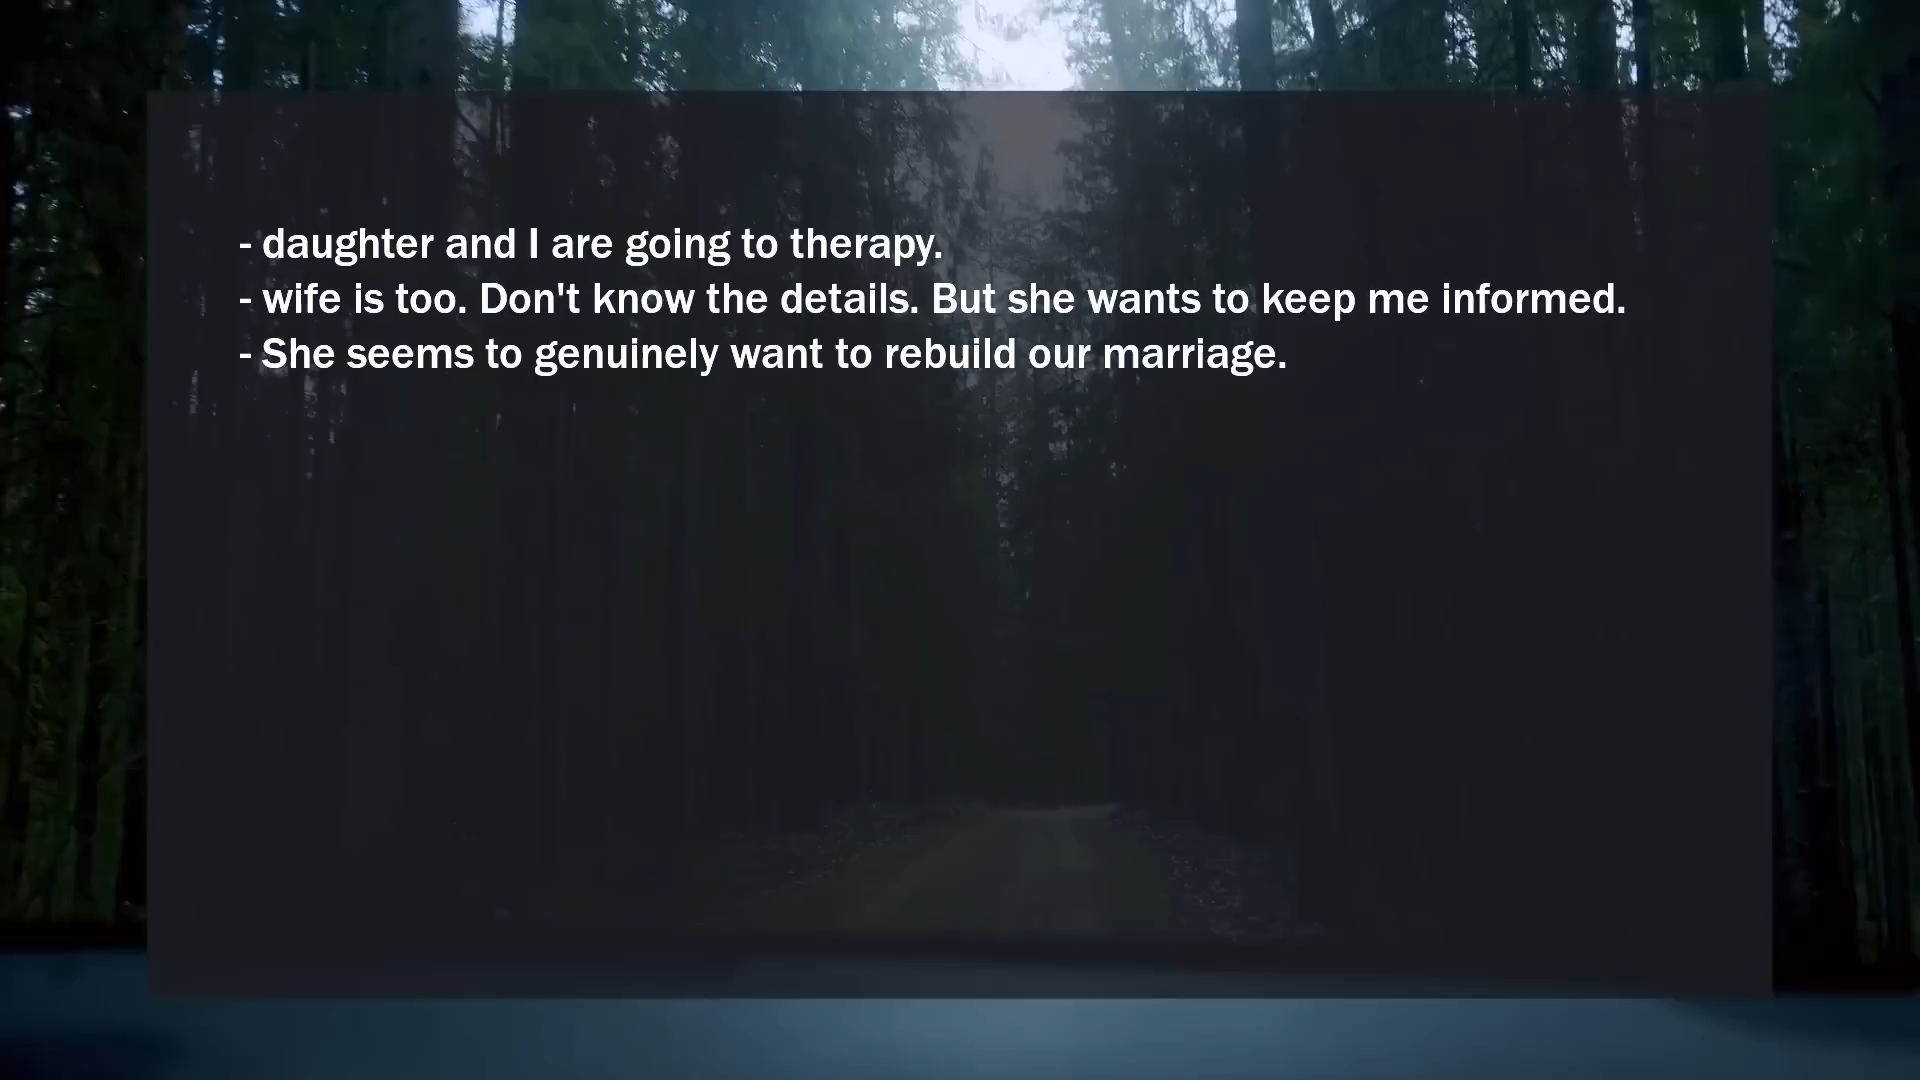 - daughter and I are going to therapy.
- wife is too. Don't know the details. But she wants to keep me informed.
- She seems to genuinely want to rebuild our marriage.